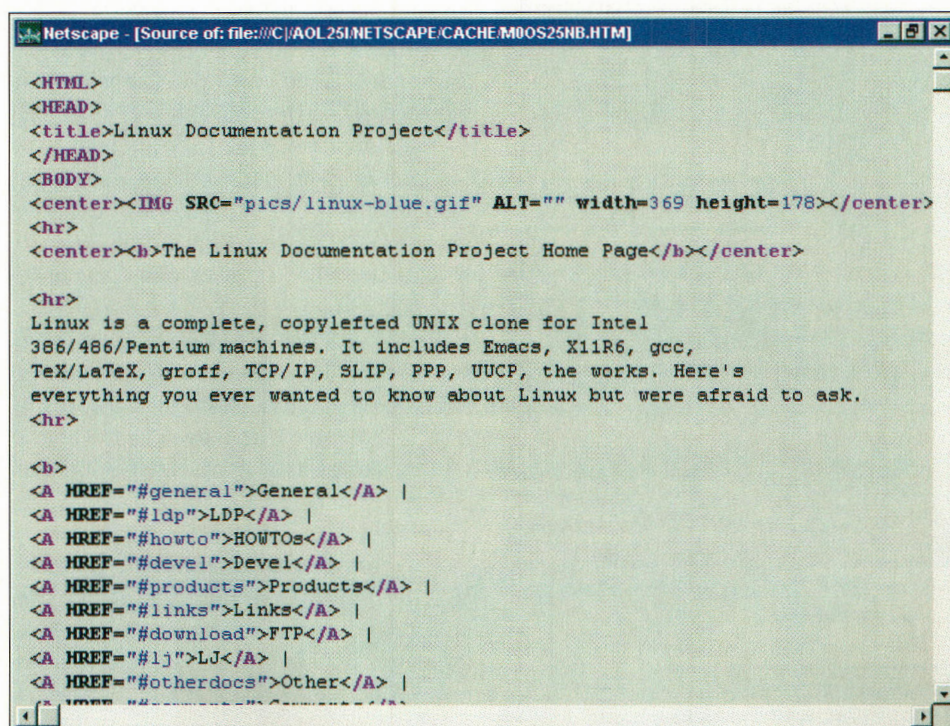 Netscape - [Source of: file:///C|/AOL25I/NETSCAPE/CACHE/M0OS25NB.HTM]
<HTML>
<HEAD>
<title>Linux Documentation Project</title>
</HEAD>
<BODY>
<center><IMG SRC="pics/linux-blue.gif" ALT="" width=369 height=178></center>
<hr>
<center><b>The Linux Documentation Project Home Page</b></center>
<hr>
Linux is a complete, copylefted UNIX clone for Intel
386/486/Pentium machines. It includes Emacs, X11R6, gcc,
TeX/LaTeX, groff, TCP/IP, SLIP, PPP, UUCP, the works. Here's
everything you ever wanted to know about Linux but were afraid to ask.
<hr>
<b>
<A HREF="#general">General</A> |
<A HREF="#ldp">LDP</A> |
<A HREF="#howto">HOWTOs</A> |
<A HREF="#devel">Devel</A> |
<A HREF="#products">Products</A> |
<A HREF="#links">Links</A> |
<A HREF="#download">FTP</A> |
<A HREF="#lj">LJ</A> |
<A HREF="#otherdocs">Other</A> |